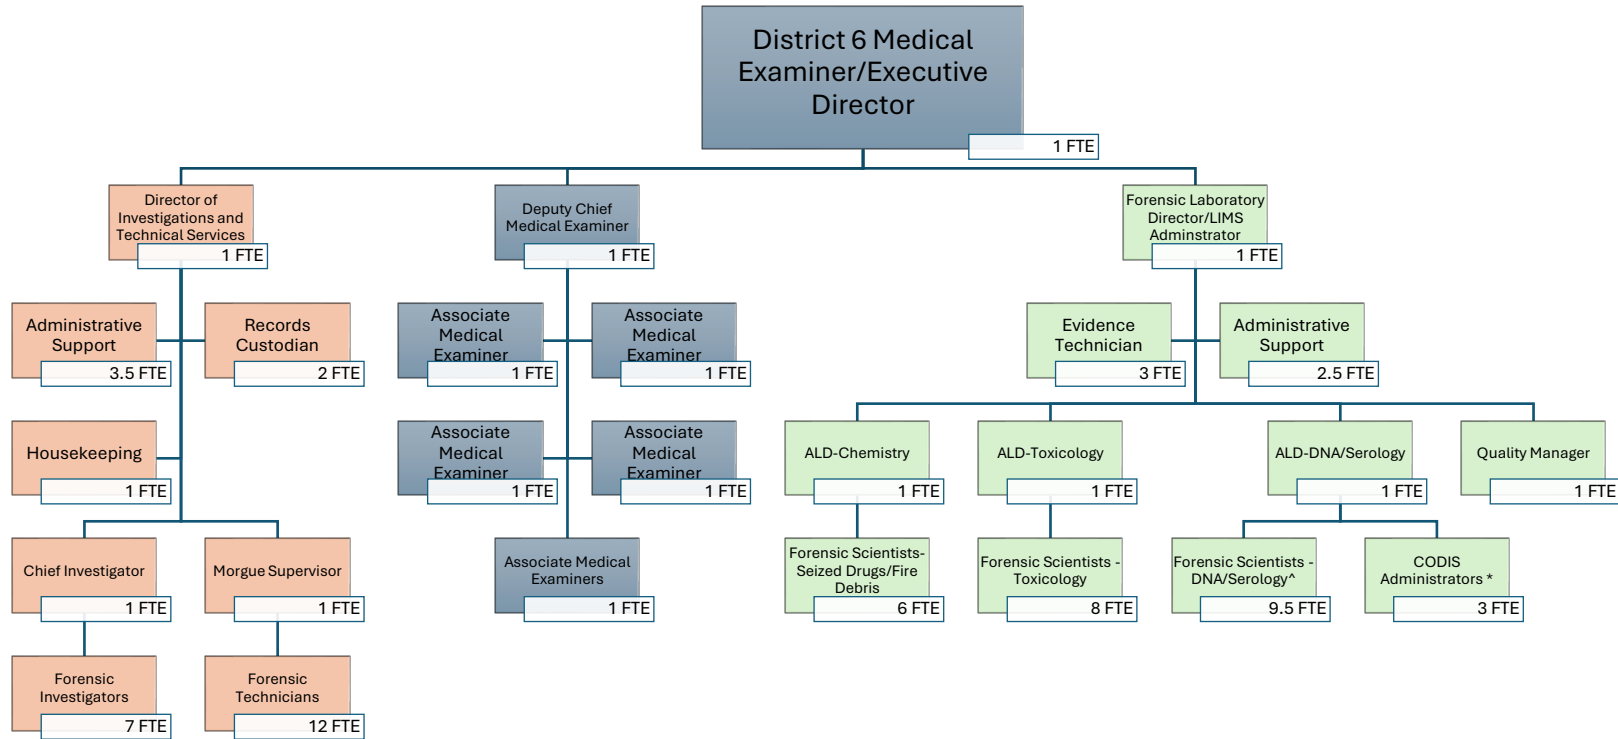 District 6 Medical
Examiner/Executive
Director
1 FTE
Director of
Investigations and
Technical Services
1 FTE
Deputy Chief
Medical Examiner
1 FTE
Forensic Laboratory
Director/LIMS
Adminstrator
1 FTE
Administrative
Support
3.5 FTE
Records
Custodian
2 FTE
Associate
Medical
Examiner
1 FTE
Associate
Medical
Examiner
1 FTE
Evidence
Technician
3 FTE
Administrative
Support
2.5 FTE
Housekeeping
1 FTE
Associate
Medical
Examiner
1 FTE
Associate
Medical
Examiner
1 FTE
ALD-Chemistry
1 FTE
ALD-Toxicology
1 FTE
ALD-DNA/Serology
1 FTE
Quality Manager
1 FTE
Chief Investigator
1 FTE
Morgue Supervisor
1 FTE
Associate Medical
Examiners
1 FTE
Forensic Scientists-
Seized Drugs/Fire
Debris
6 FTE
Forensic Scientists -
Toxicology
8 FTE
Forensic Scientists -
DNA/Serology^
9.5 FTE
CODIS
Administrators *
3 FTE
Forensic
Investigators
7 FTE
Forensic
Technicians
12 FTE